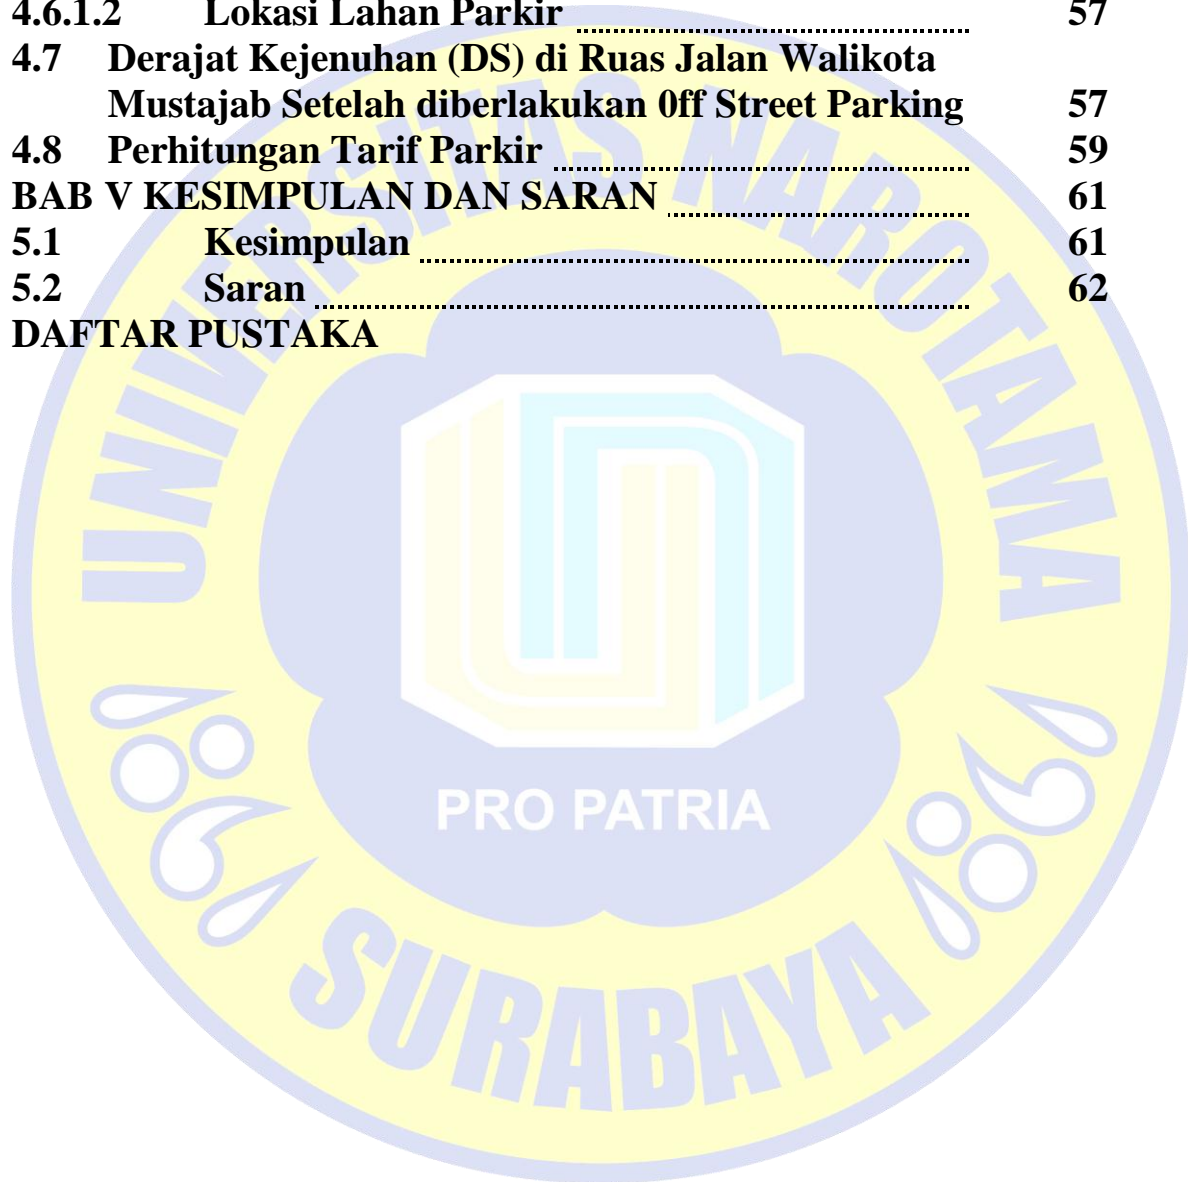 4.6.1.2 Lokasi Lahan Parkir 57
4.7 Derajat Kejenuhan (DS) di Ruas Jalan Walikota
Mustajab Setelah diberlakukan 0ff Street Parking 57
4.8 Perhitungan Tarif Parkir 59
BAB V KESIMPULAN DAN SARAN 61
5.1 Kesimpulan 61
5.2 Saran 62
DAFTAR PUSTAKA
UNIVERSITAS NAROTAMA
PRO PATRIA
SURABAYA